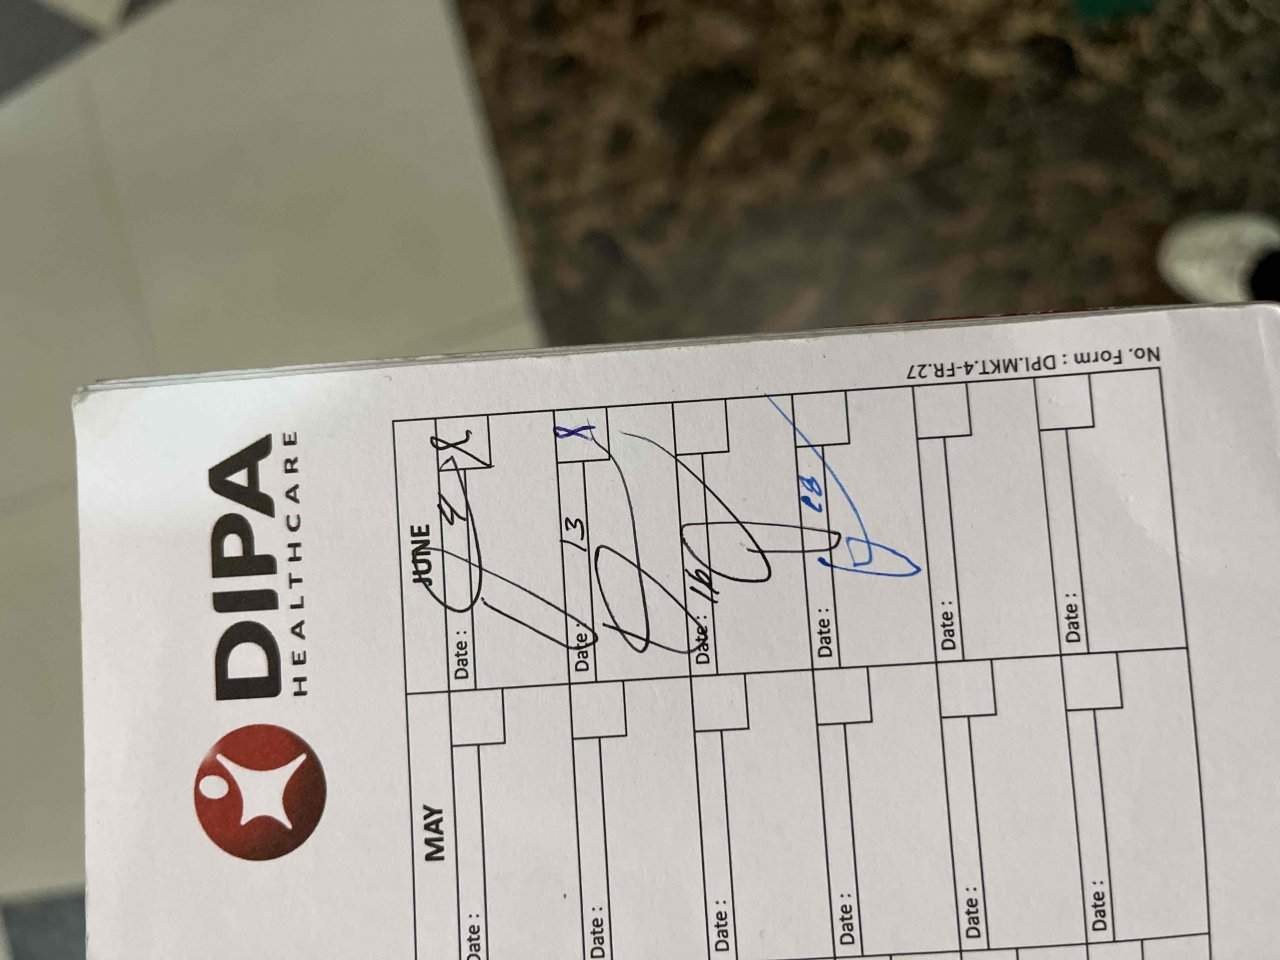 DIPA
HEALTHCARE
MAY
JUNE
Date :
Date : 4
Date :
Date : 13
Date :
Date : 16
Date :
Date :
Date :
Date :
Date :
Date :
No. Form : DPI.MKT.4-FR.27